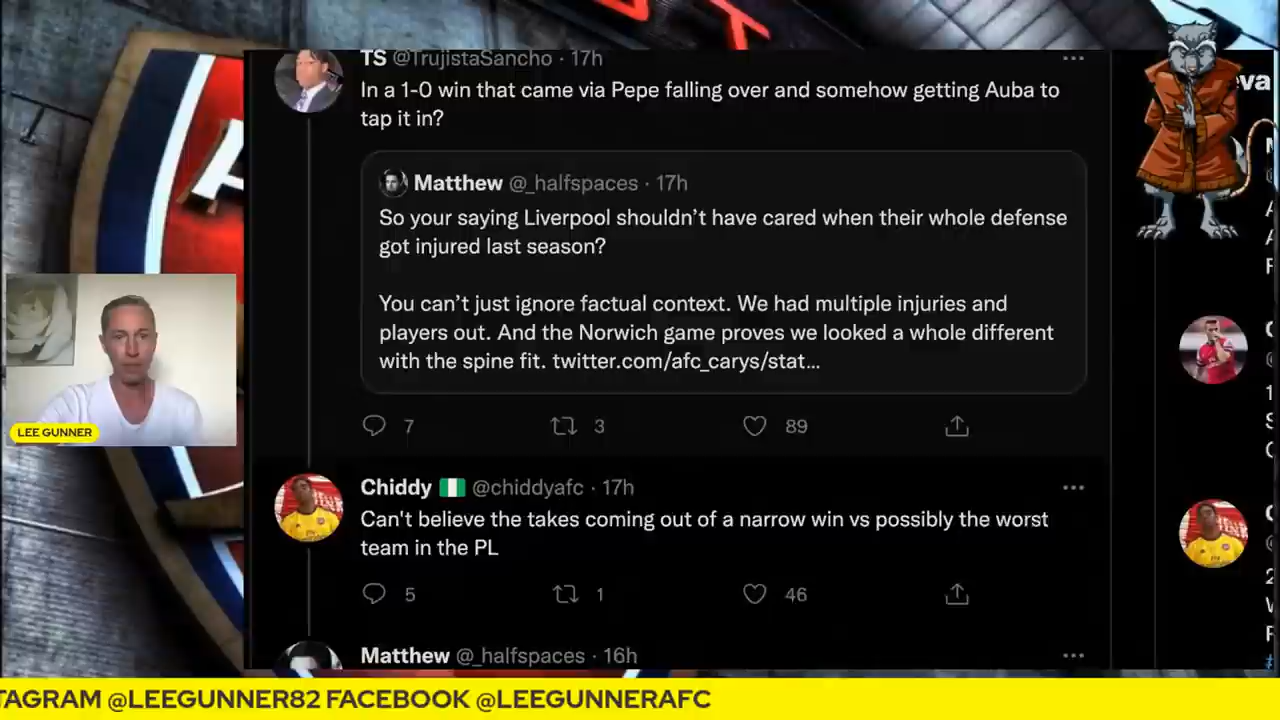 TS @TrujistaSancho · 17h
In a 1-0 win that came via Pepe falling over and somehow getting Auba to
tap it in?
Matthew @_halfspaces · 17h
So your saying Liverpool shouldn't have cared when their whole defense
got injured last season?
You can't just ignore factual context. We had multiple injuries and
players out. And the Norwich game proves we looked a whole different
with the spine fit. twitter.com/afc_carys/stat...
7 3 89
Chiddy @chiddyafc · 17h
Can't believe the takes coming out of a narrow win vs possibly the worst
team in the PL
5 1 46
Matthew @_halfspaces · 16h
LEE GUNNER
TAGRAM @LEEGUNNER82 FACEBOOK @LEEGUNNERAFC